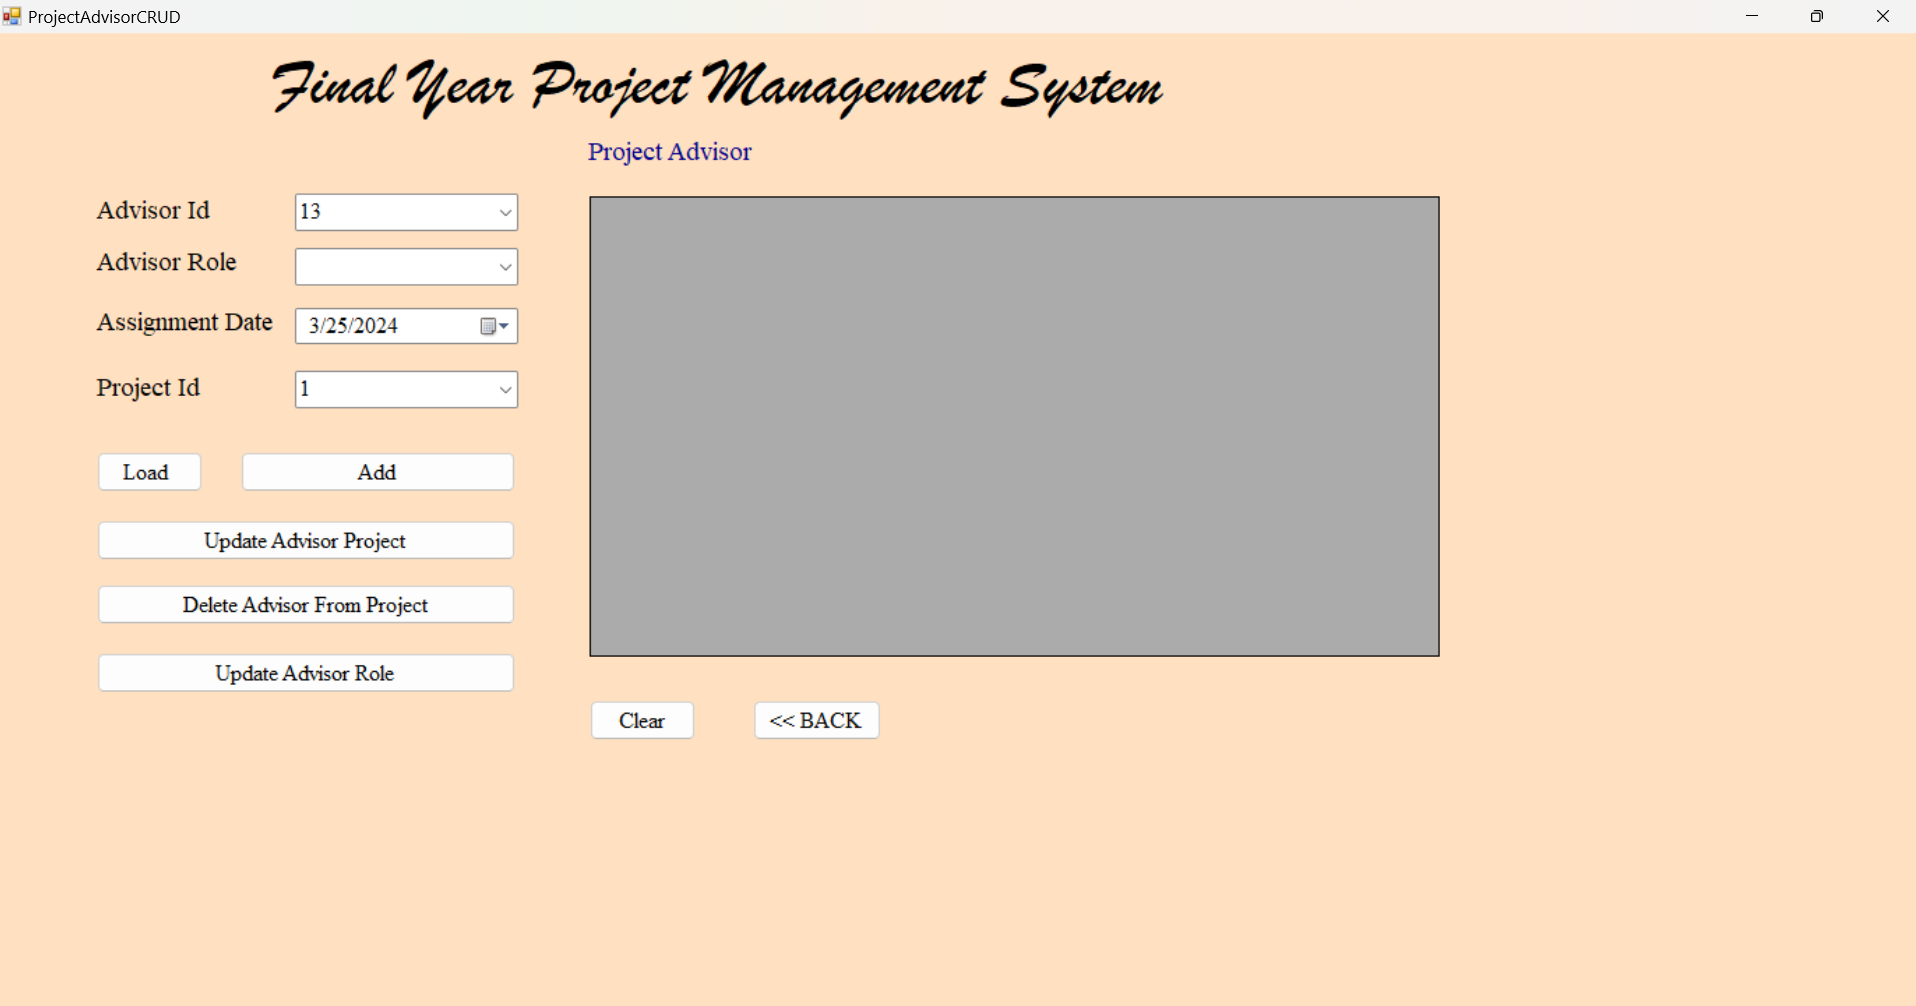 ProjectAdvisorCRUD
Final Year Project Management System
Project Advisor
Advisor Id
13
Advisor Role
Assignment Date
3/25/2024
Project Id
1
Load
Add
Update Advisor Project
Delete Advisor From Project
Update Advisor Role
Clear
<< BACK